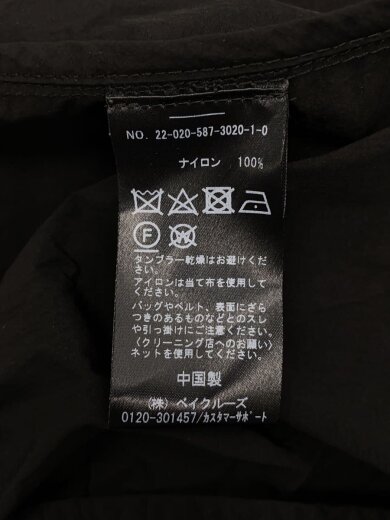 NO. 22-020-587-3020-1-0
ナイロン 100%
F W
タンブラー乾燥はお避けくださ
い。
アイロンは当て布を使用して
ください。
バッグやベルト、表面にざら
つきのあるものなどとのスレ
や引っ掛けにご注意ください。
(クリーニング店へのお願い)
ネットを使用してください。
中国製
(株) ベイクルーズ
0120-301457/カスタマーサポート